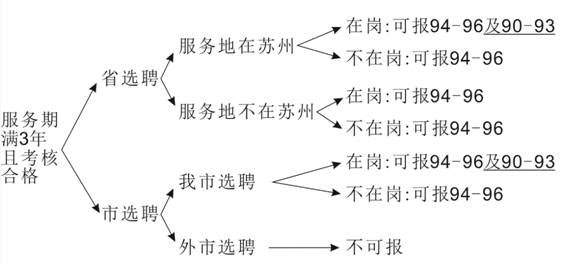 服务期
满3年
且考核
合格
省选聘
服务地在苏州
在岗:可报94-96及90-93
不在岗:可报94-96
服务地不在苏州
在岗:可报94-96
不在岗:可报94-96
市选聘
我市选聘
在岗:可报94-96及90-93
不在岗:可报94-96
外市选聘
不可报